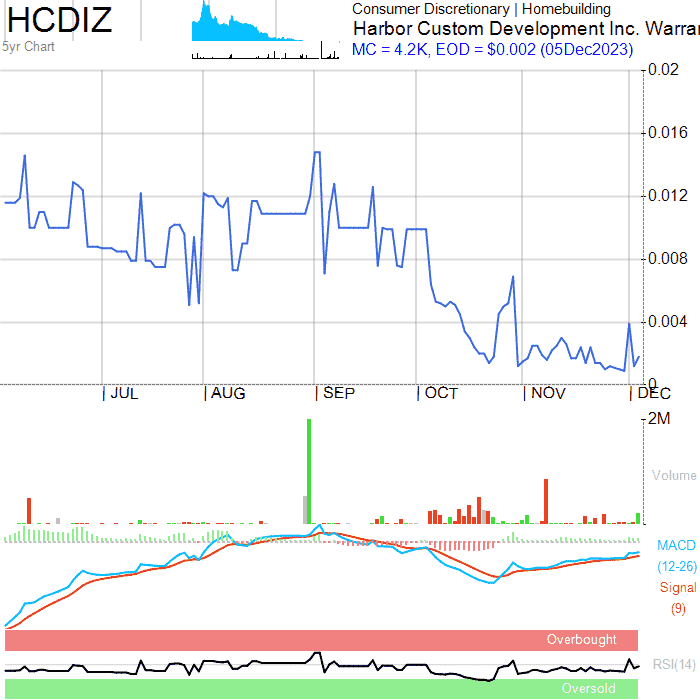 HCDIZ
5yr Chart
Consumer Discretionary | Homebuilding
Harbor Custom Development Inc. Warran
MC = 4.2K, EOD = $0.002 (05Dec2023)
0.02
0.016
0.012
0.008
0.004
0
JUL AUG SEP OCT NOV DEC
2M
Volume
MACD
(12-26)
Signal
(9)
Overbought
RSI(14)
Oversold